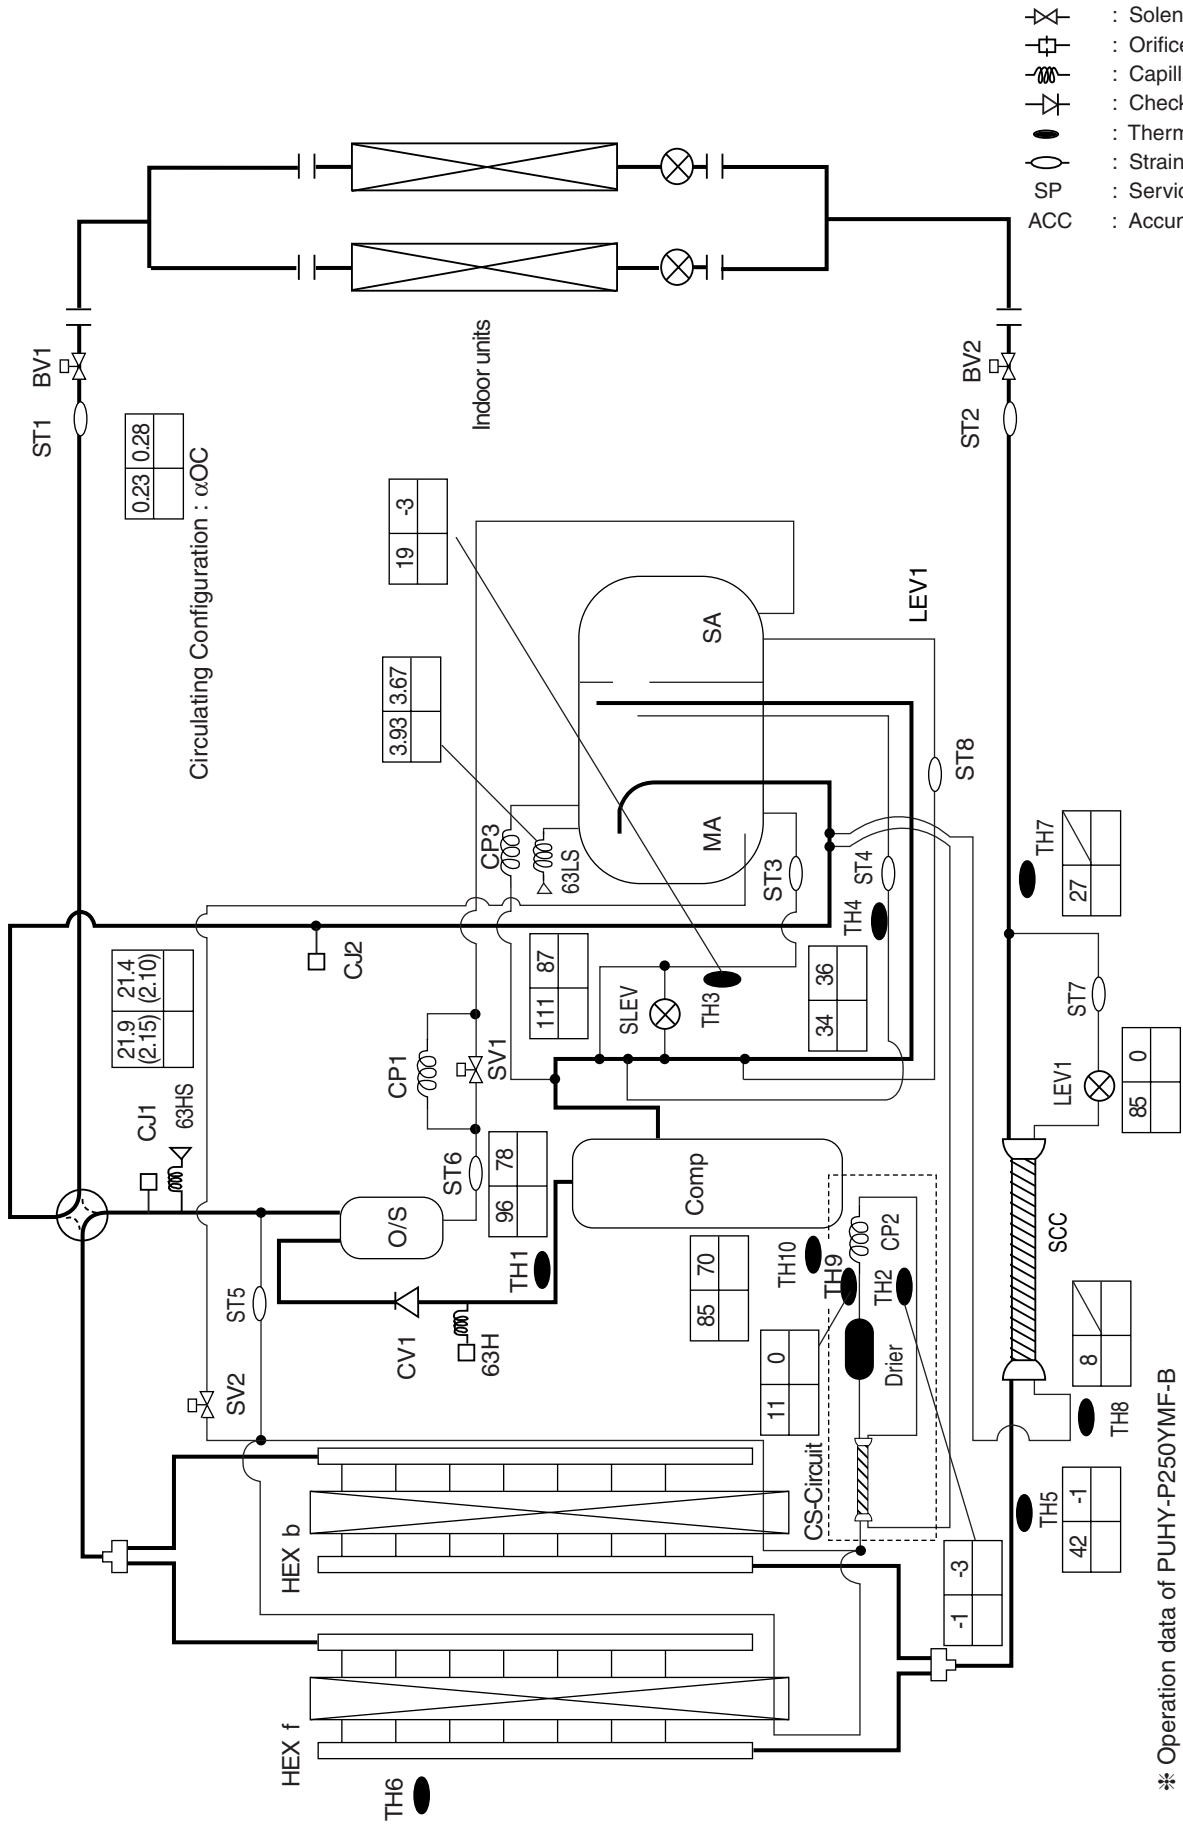 : Solen
: Orifice
: Capill
: Check
: Therm
: Strain
SP : Servic
ACC : Accur
ST1
BV1
0.23 0.28
Circulating Configuration : αOC
Indoor units
BV2
ST2
19 -3
3.93 3.67
CP3
63LS
MA
SA
LEV1
ST8
ST3
ST4
TH4
TH7
27
21.9 21.4
(2.15) (2.10)
CJ1
63HS
CJ2
CP1
SV1
111 87
SLEV
TH3
34 36
ST7
LEV1
85 0
O/S
ST6
96 78
TH1
Comp
ST5
CV1
63H
85 70
TH10
TH9
TH2
CP2
Drier
11 0
CS-Circuit
SCC
8
TH8
SV2
HEX b
HEX f
TH6
-1 -3
TH5
42 -1
❄ Operation data of PUHY-P250YMF-B